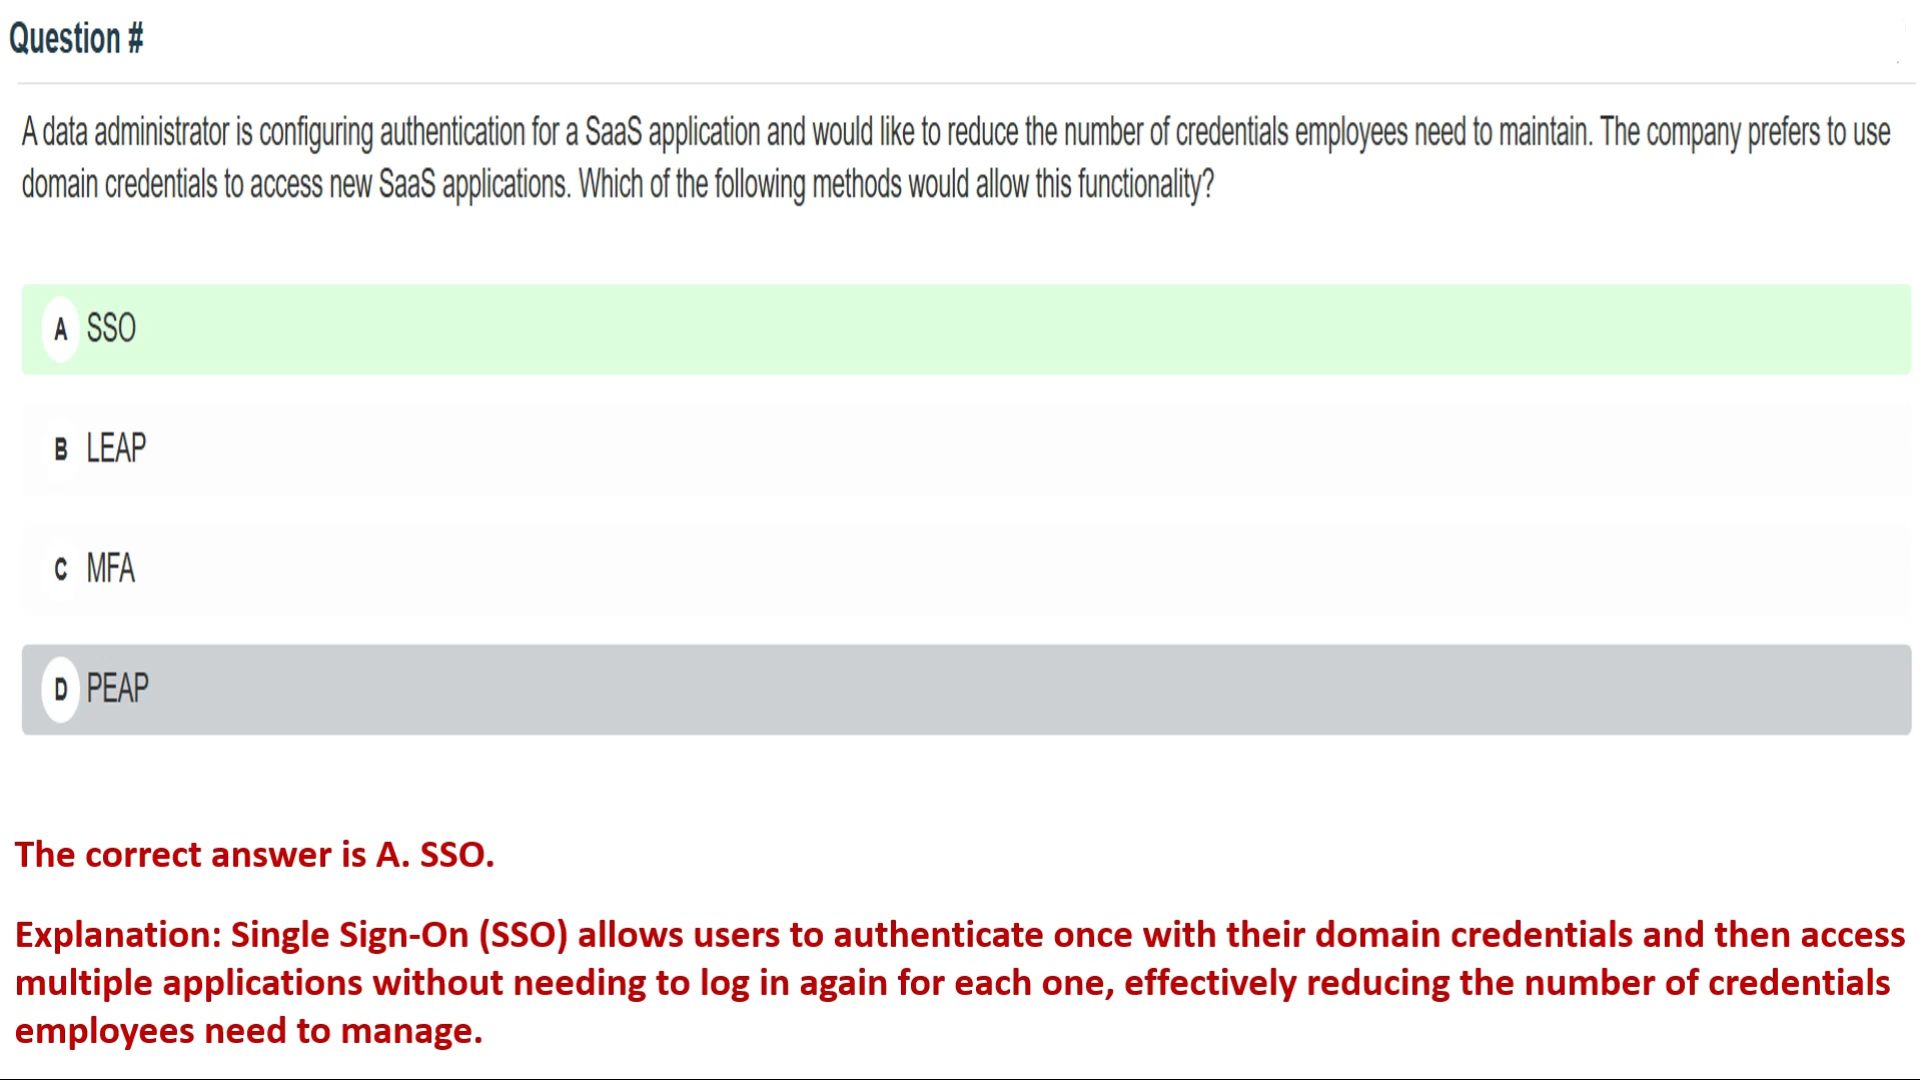 Question #
A data administrator is configuring authentication for a SaaS application and would like to reduce the number of credentials employees need to maintain. The company prefers to use
domain credentials to access new SaaS applications. Which of the following methods would allow this functionality?
A SSO
B LEAP
C MFA
D PEAP
The correct answer is A. SSO.
Explanation: Single Sign-On (SSO) allows users to authenticate once with their domain credentials and then access
multiple applications without needing to log in again for each one, effectively reducing the number of credentials
employees need to manage.